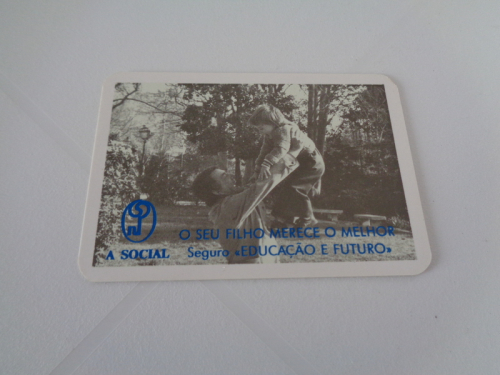 O SEU FILHO MERECE O MELHOR
A SOCIAL Seguro «EDUCAÇÃO E FUTURO»